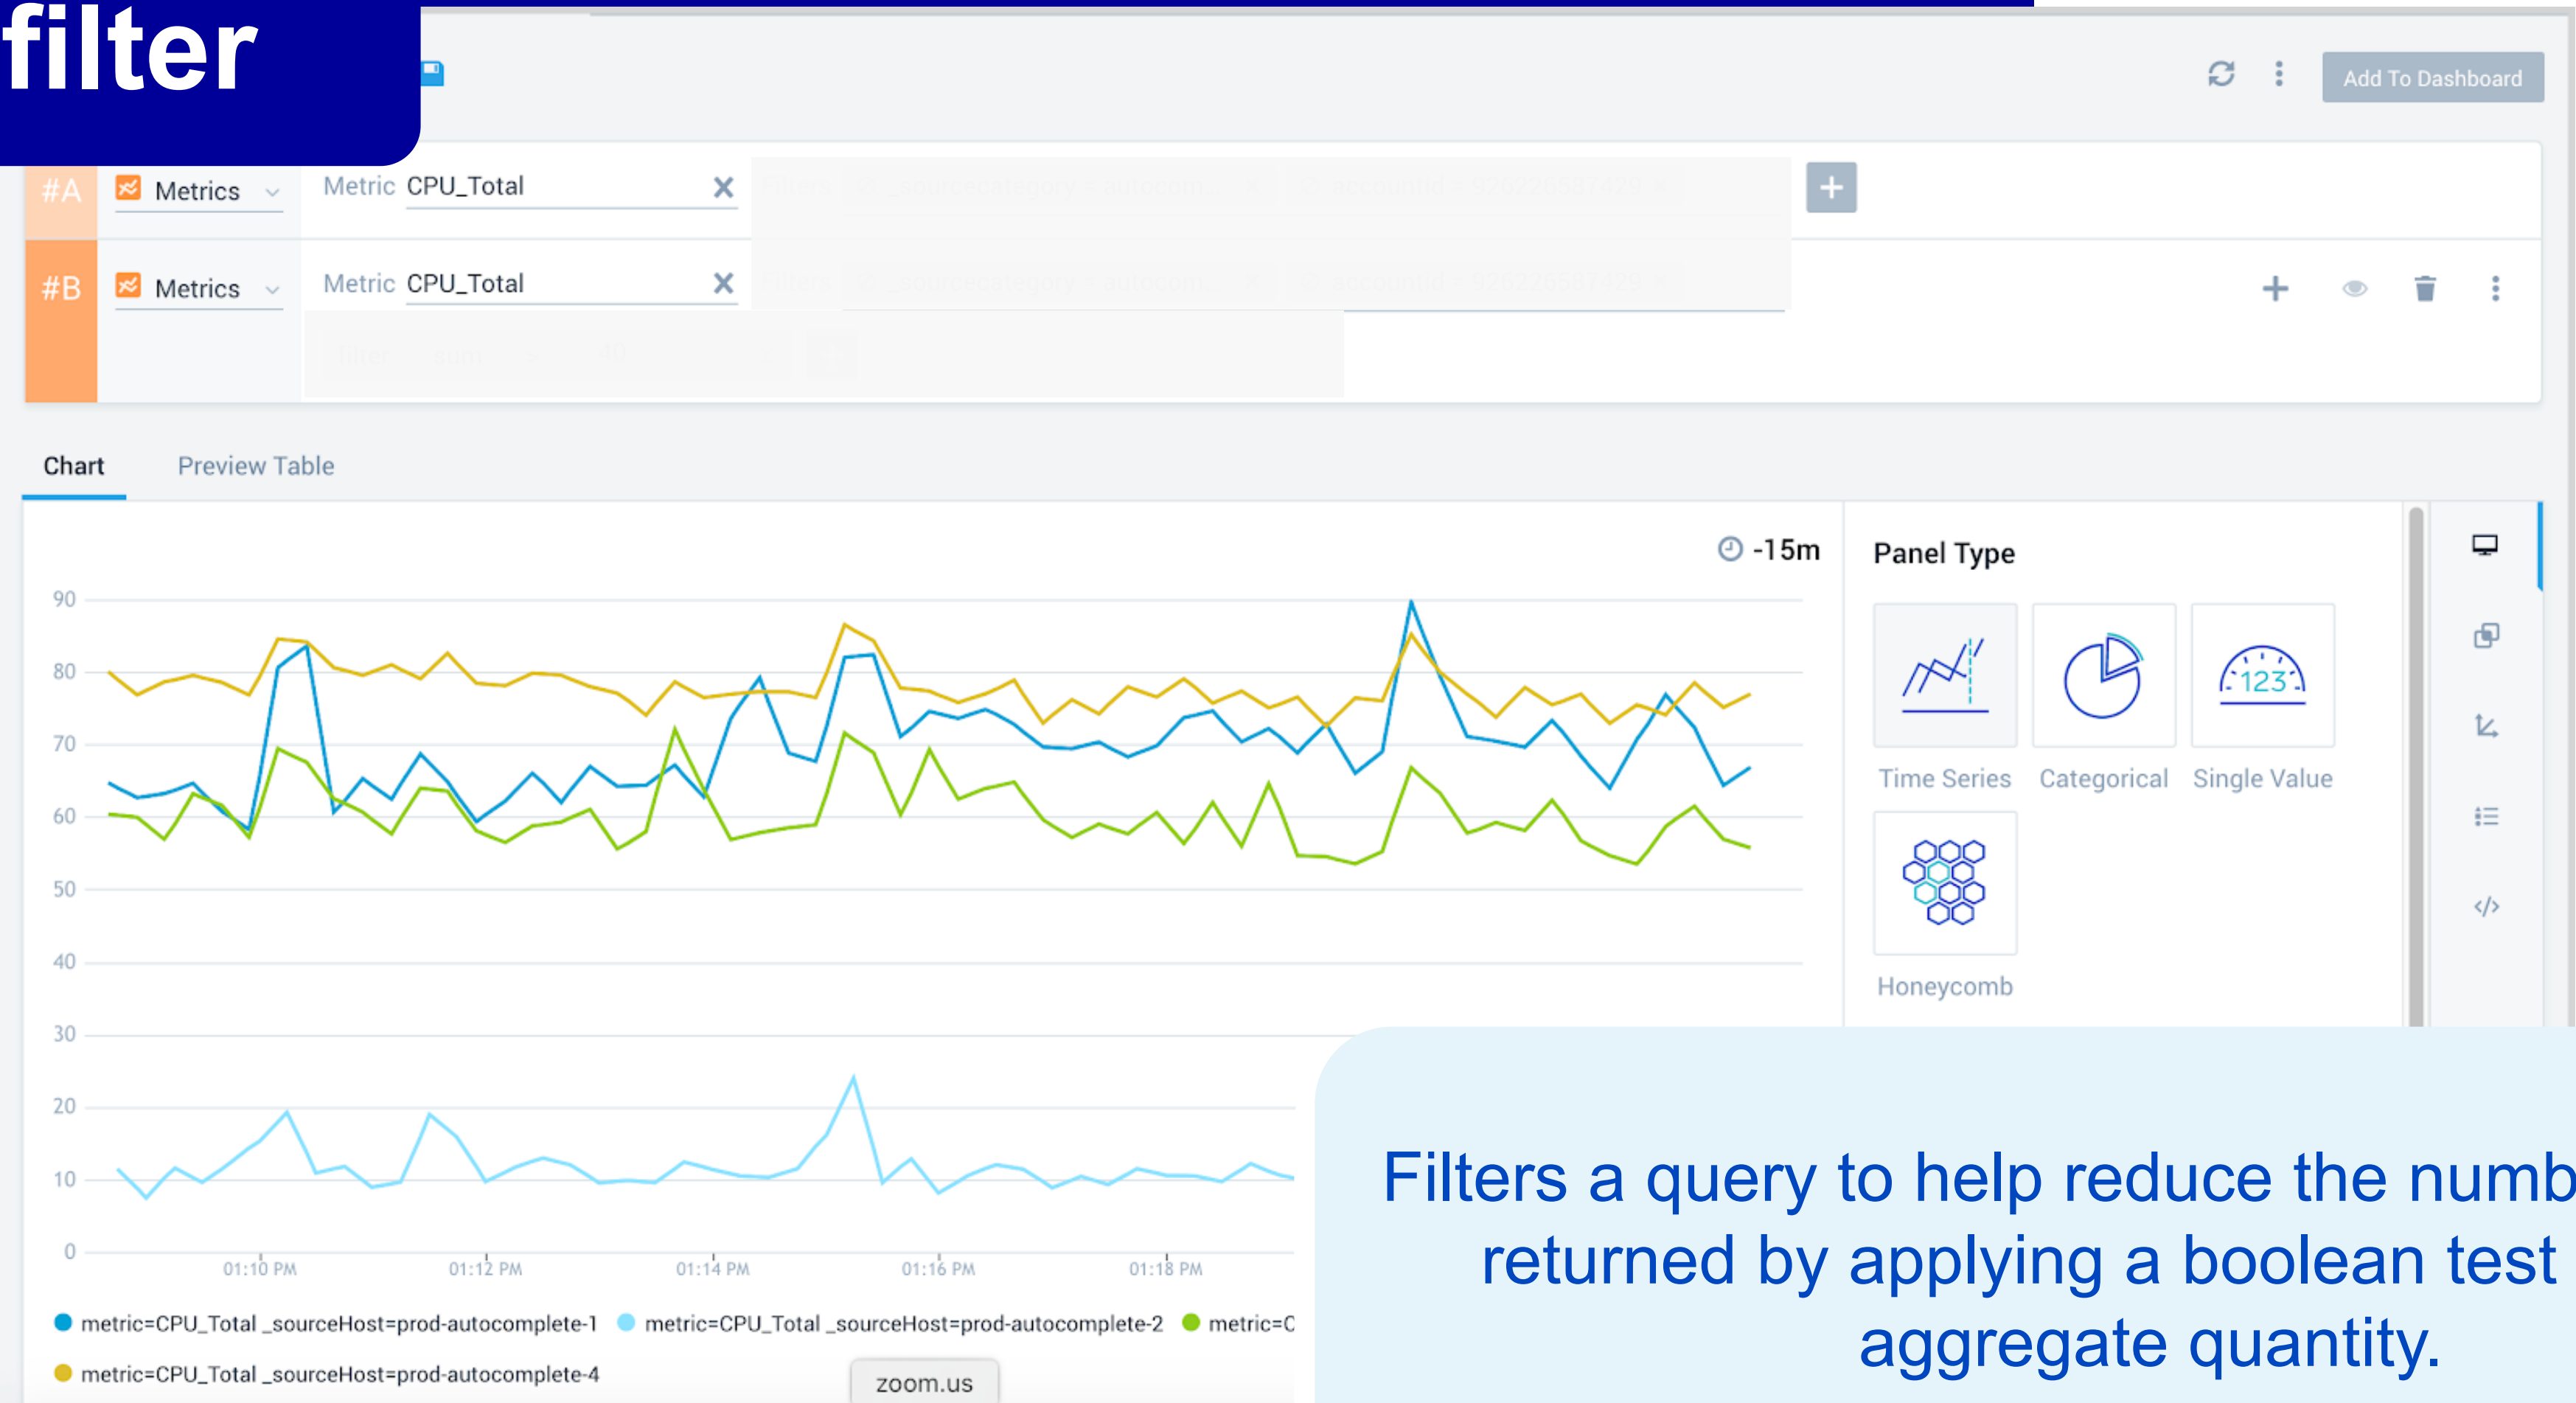 filter
Add To Dashboard
#A Metrics Metric CPU_Total
#B Metrics Metric CPU_Total
Chart Preview Table
-15m
Panel Type
90
80
70
60
50
40
30
20
10
0
01:10 PM 01:12 PM 01:14 PM 01:16 PM 01:18 PM
123
Time Series Categorical Single Value
Honeycomb
metric=CPU_Total _sourceHost=prod-autocomplete-1 metric=CPU_Total _sourceHost=prod-autocomplete-2 metric=C
metric=CPU_Total _sourceHost=prod-autocomplete-4
zoom.us
Filters a query to help reduce the numb
returned by applying a boolean test
aggregate quantity.